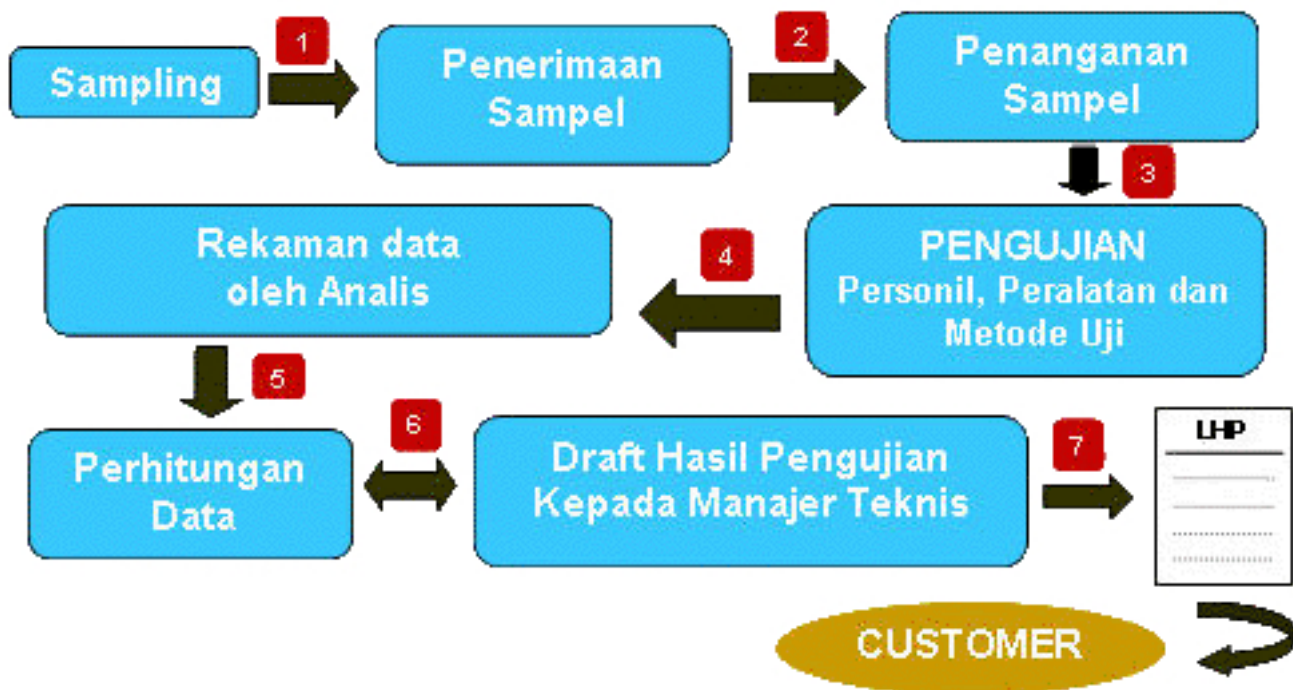 Sampling
1
Penerimaan
Sampel
2
Penanganan
Sampel
3
PENGUJIAN
Personil, Peralatan dan
Metode Uji
4
Rekaman data
oleh Analis
5
Perhitungan
Data
6
Draft Hasil Pengujian
Kepada Manajer Teknis
7
LHP
CUSTOMER